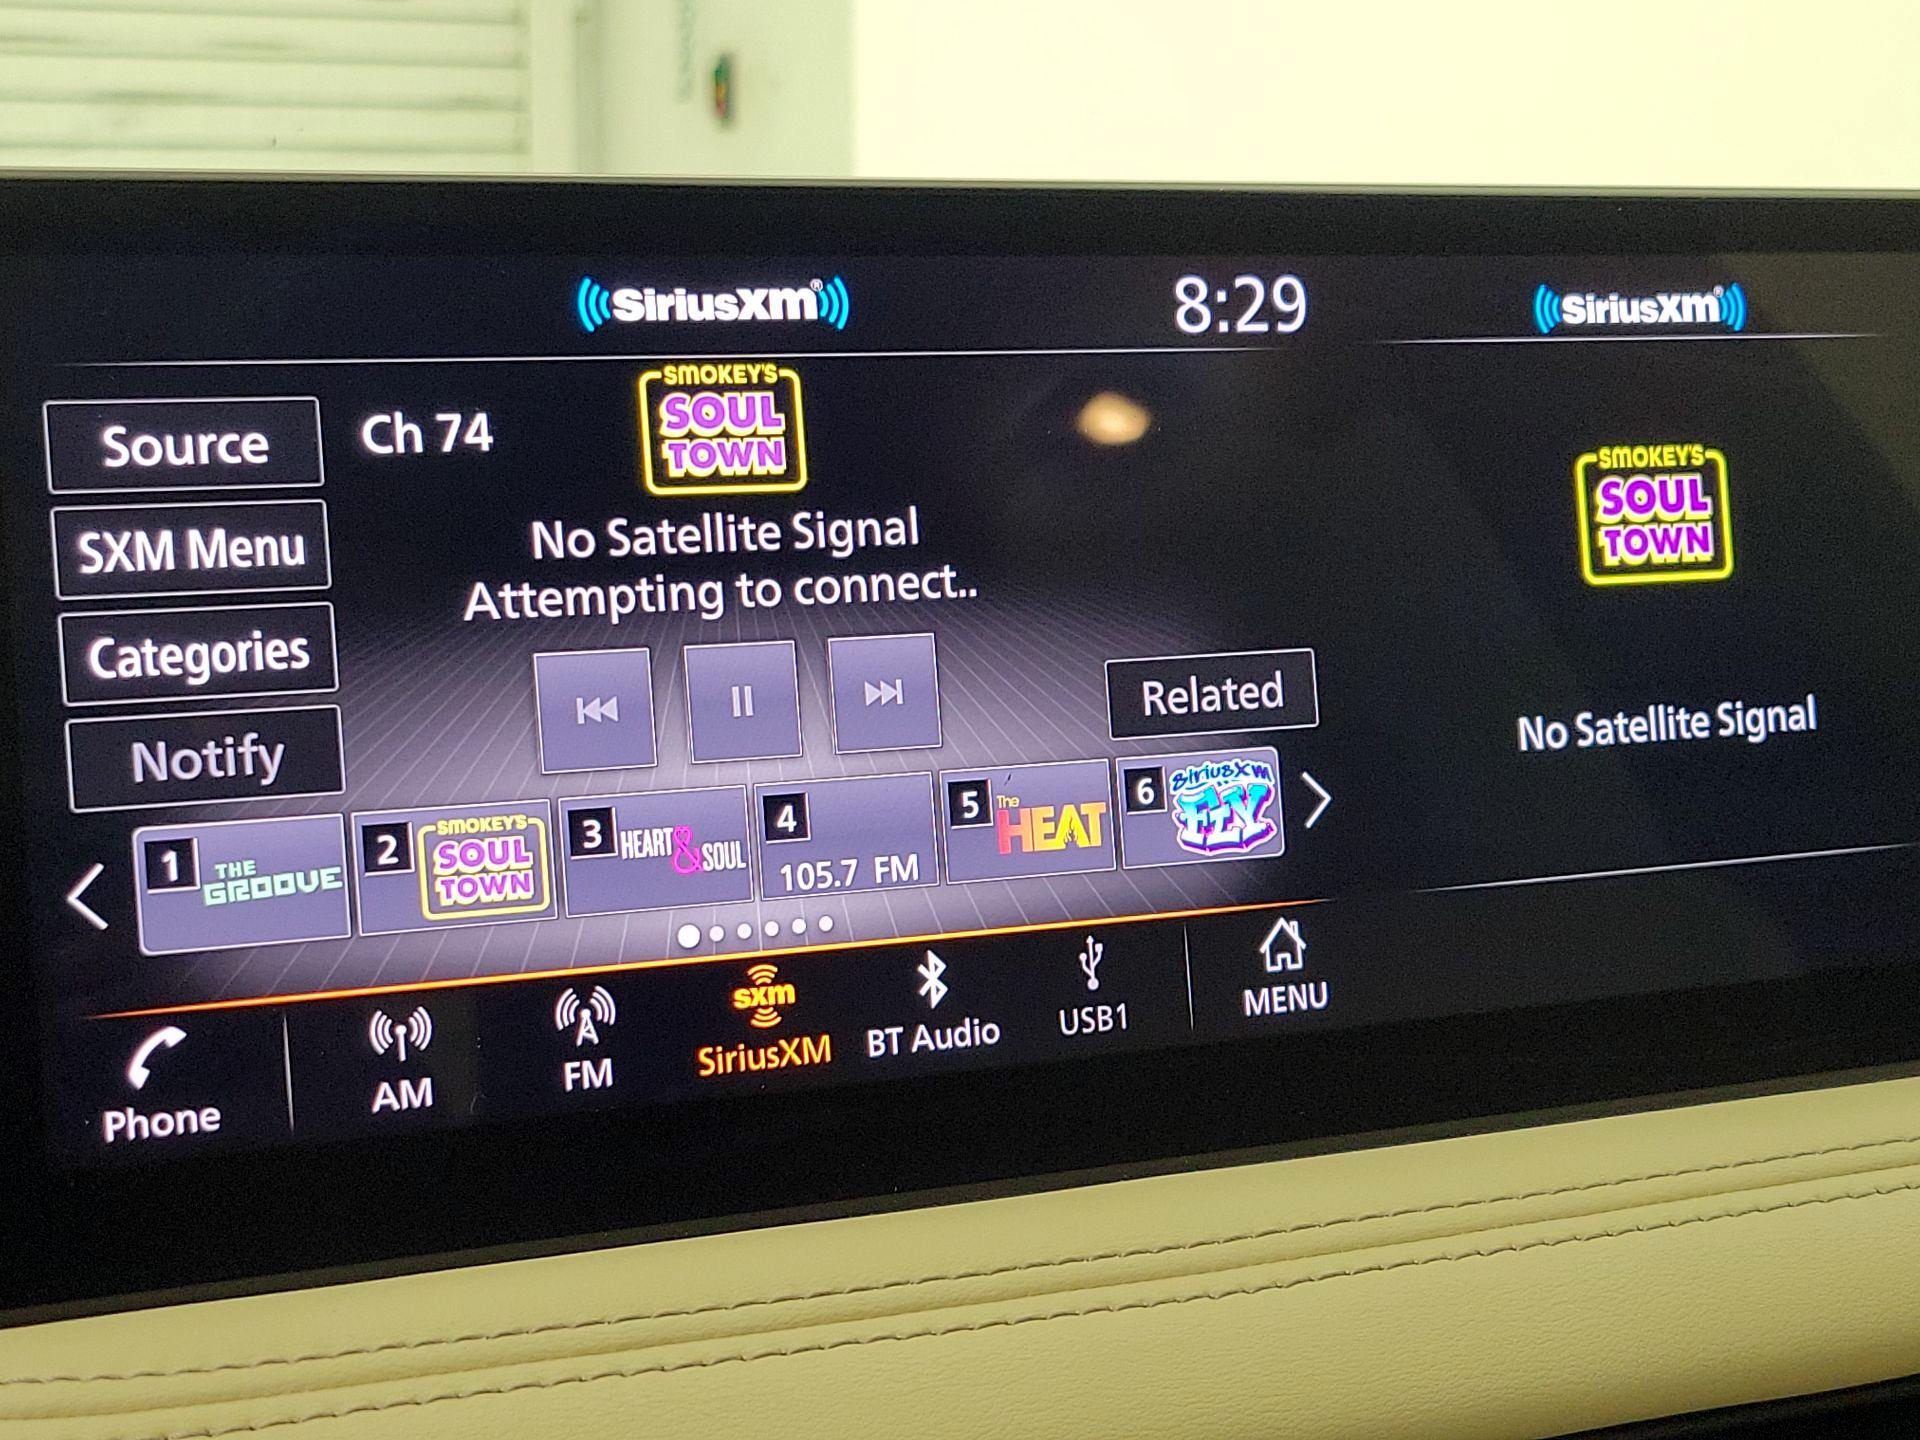 SiriusXM®
8:29
SiriusXM®
Source
Ch 74
SMOKEY'S
SOUL
TOWN
SMOKEY'S
SOUL
TOWN
SXM Menu
No Satellite Signal
Attempting to connect..
Categories
Related
No Satellite Signal
Notify
1
THE
GROOVE
2
SMOKEY'S
SOUL
TOWN
3
HEART & SOUL
4
105.7 FM
5
The
HEAT
6
SiriusXM
FLY
Phone
AM
FM
sxm
SiriusXM
BT Audio
USB1
MENU